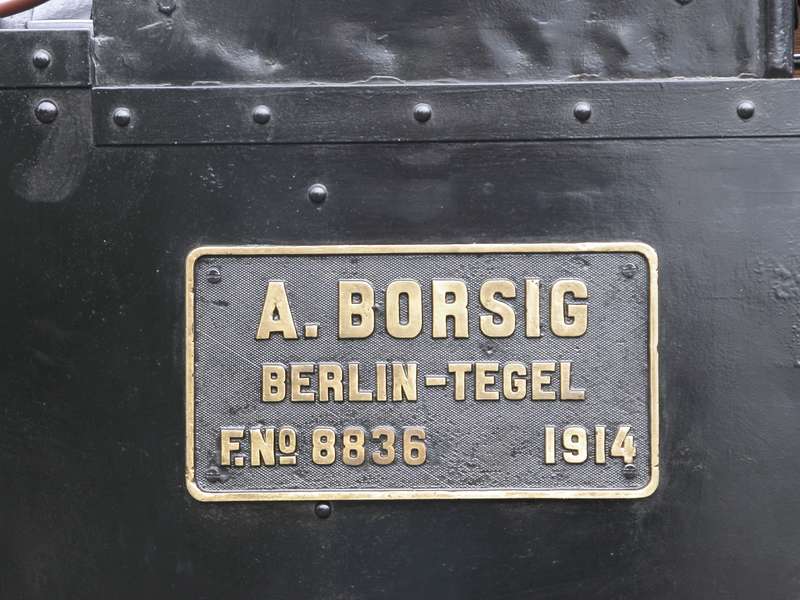 A. BORSIG
BERLIN-TEGEL
F.No 8836 1914